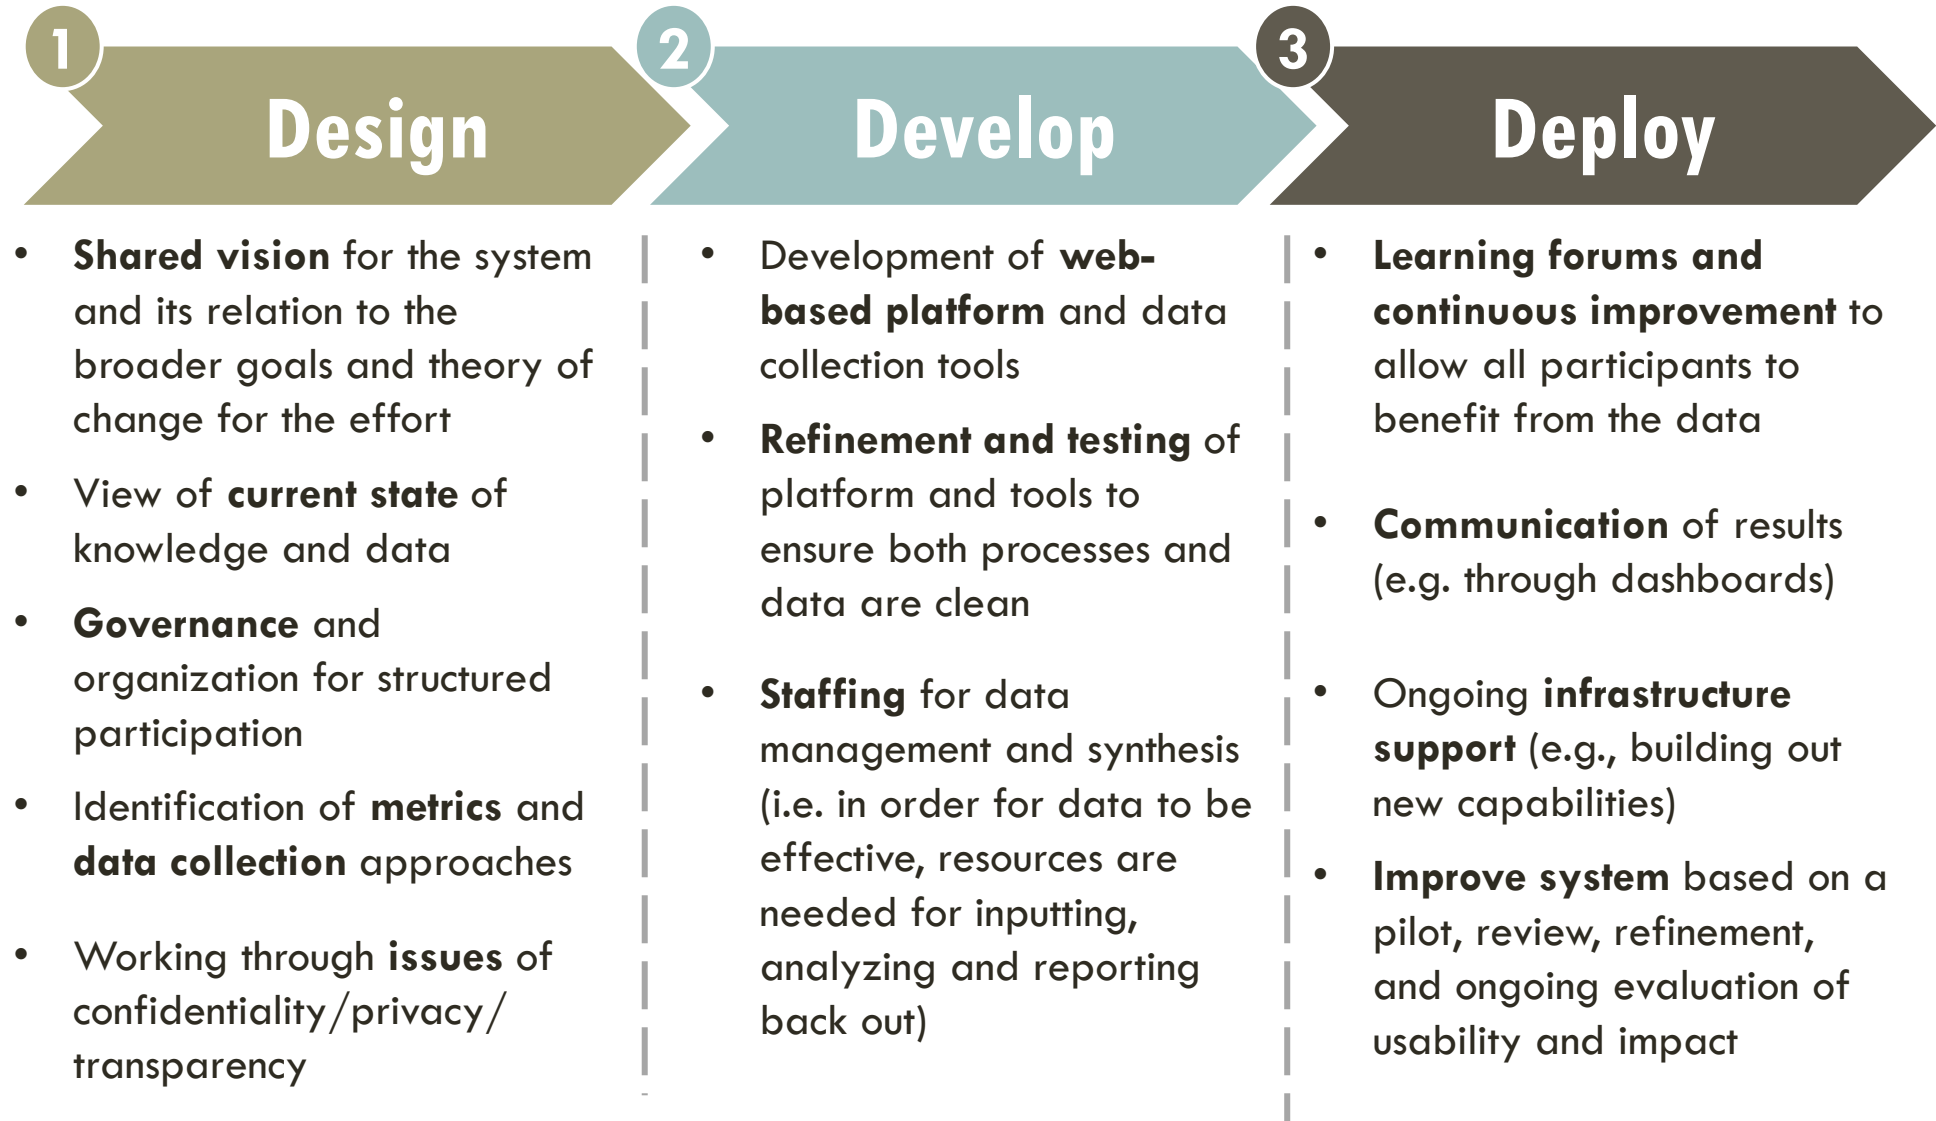 1
Design
• Shared vision for the system
and its relation to the
broader goals and theory of
change for the effort
• View of current state of
knowledge and data
• Governance and
organization for structured
participation
• Identification of metrics and
data collection approaches
• Working through issues of
confidentiality/privacy/
transparency
2
Develop
• Development of web-
based platform and data
collection tools
• Refinement and testing of
platform and tools to
ensure both processes and
data are clean
• Staffing for data
management and synthesis
(i.e. in order for data to be
effective, resources are
needed for inputting,
analyzing and reporting
back out)
3
Deploy
• Learning forums and
continuous improvement to
allow all participants to
benefit from the data
• Communication of results
(e.g. through dashboards)
• Ongoing infrastructure
support (e.g., building out
new capabilities)
• Improve system based on a
pilot, review, refinement,
and ongoing evaluation of
usability and impact